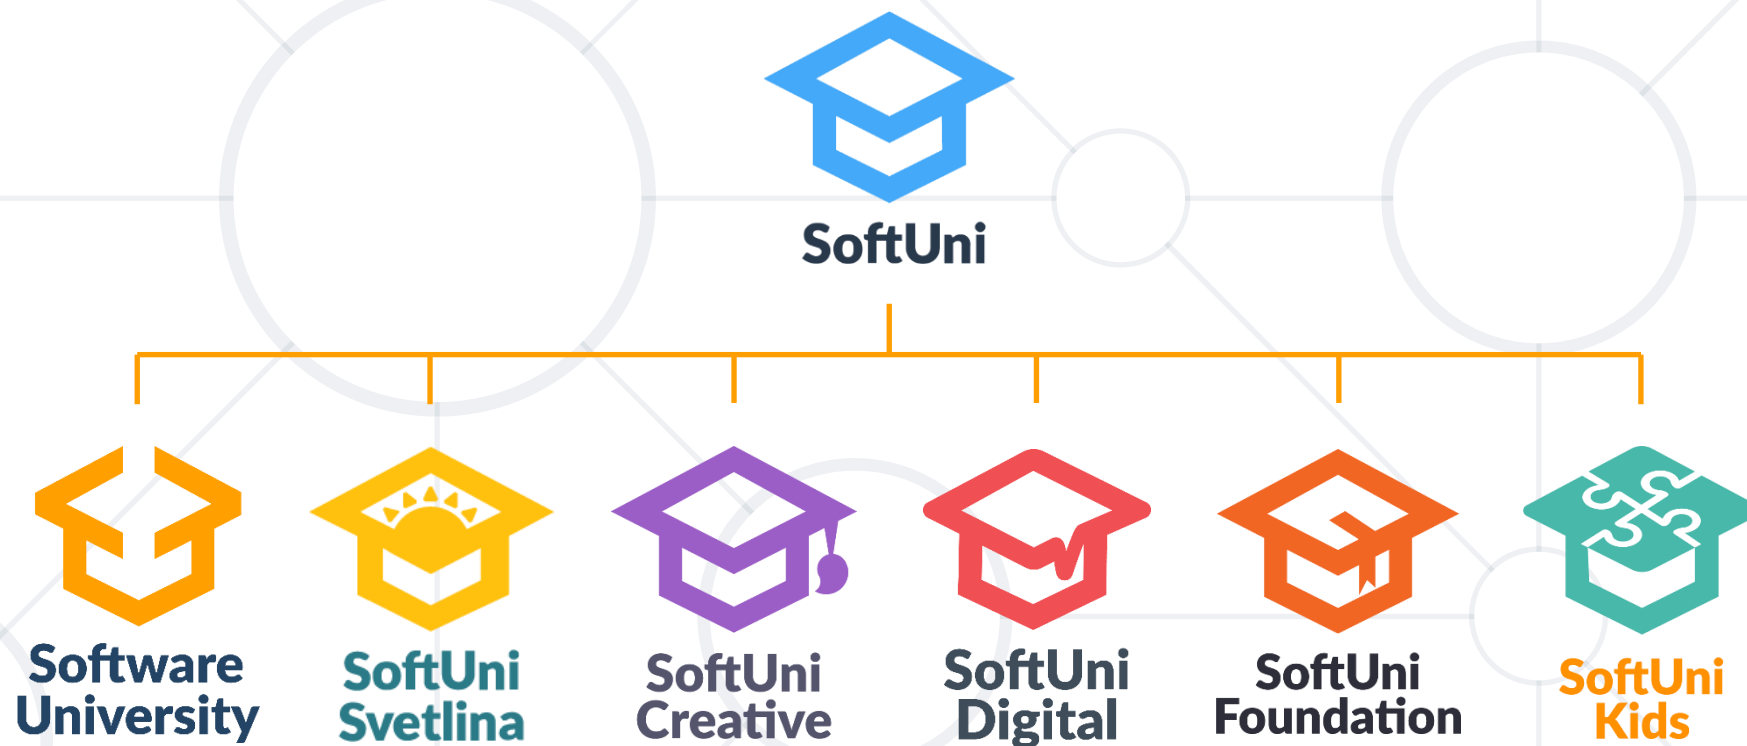 SoftUni
Software
University
SoftUni
Svetlina
SoftUni
Creative
SoftUni
Digital
SoftUni
Foundation
SoftUni
Kids